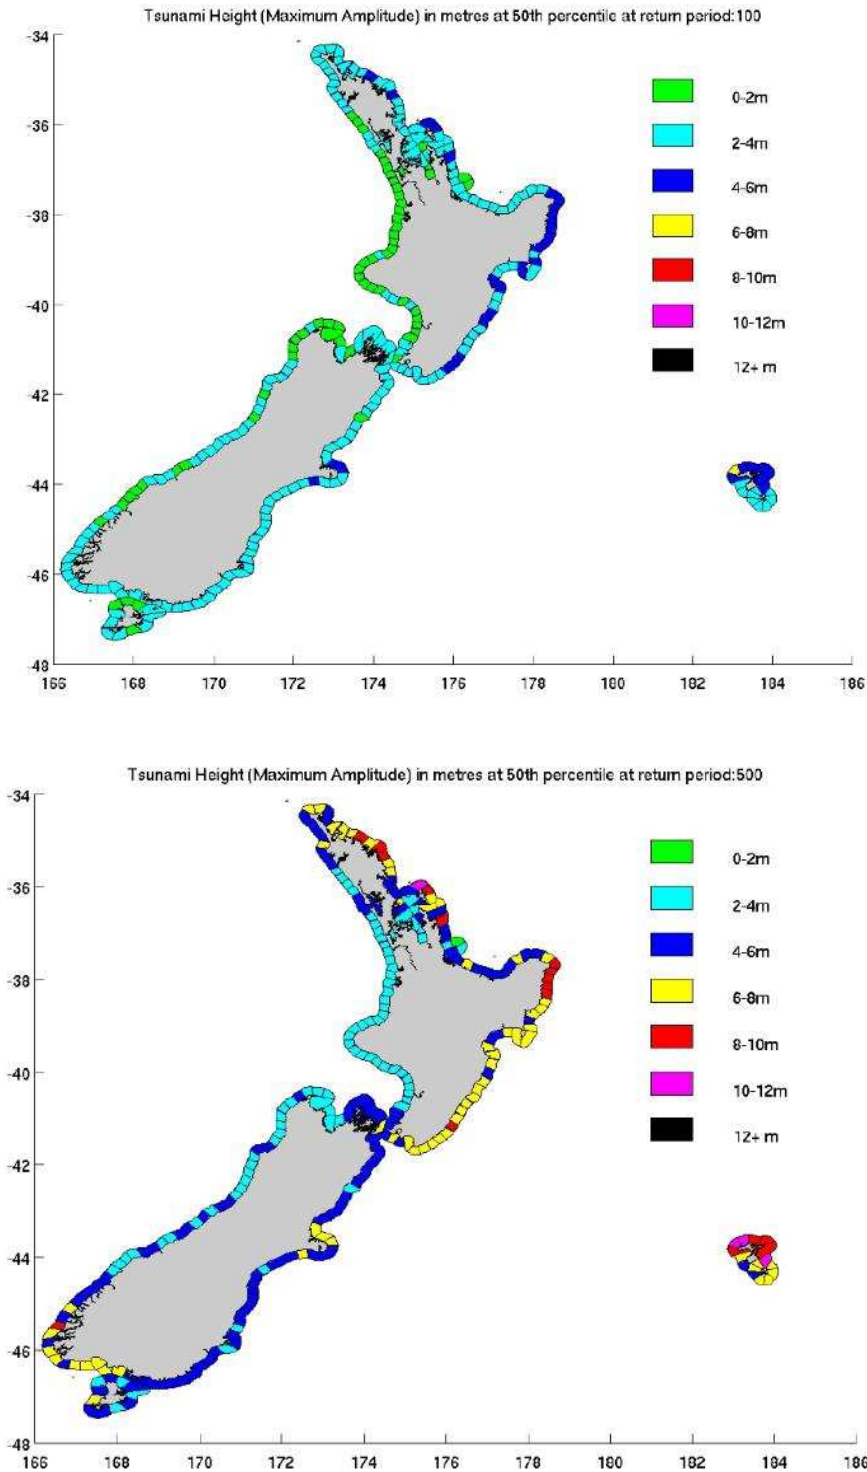 Tsunami Height (Maximum Amplitude) in metres at 50th percentile at return period:100
-34
-36
-38
-40
-42
-44
-46
-48
0-2m
2-4m
4-6m
6-8m
8-10m
10-12m
12+ m
166 168 170 172 174 176 178 180 182 184 186
Tsunami Height (Maximum Amplitude) in metres at 50th percentile at return period:500
-34
-36
-38
-40
-42
-44
-46
-48
0-2m
2-4m
4-6m
6-8m
8-10m
10-12m
12+ m
166 168 170 172 174 176 178 180 182 184 186